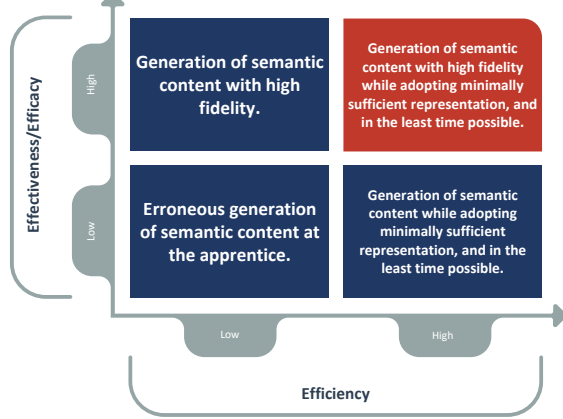 Effectiveness/Efficacy
High
Low
Generation of semantic
content with high
fidelity.
Generation of semantic
content with high fidelity
while adopting minimally
sufficient representation, and
in the least time possible.
Erroneous generation
of semantic content at
the apprentice.
Generation of semantic
content while adopting
minimally sufficient
representation, and in the
least time possible.
Low
High
Efficiency